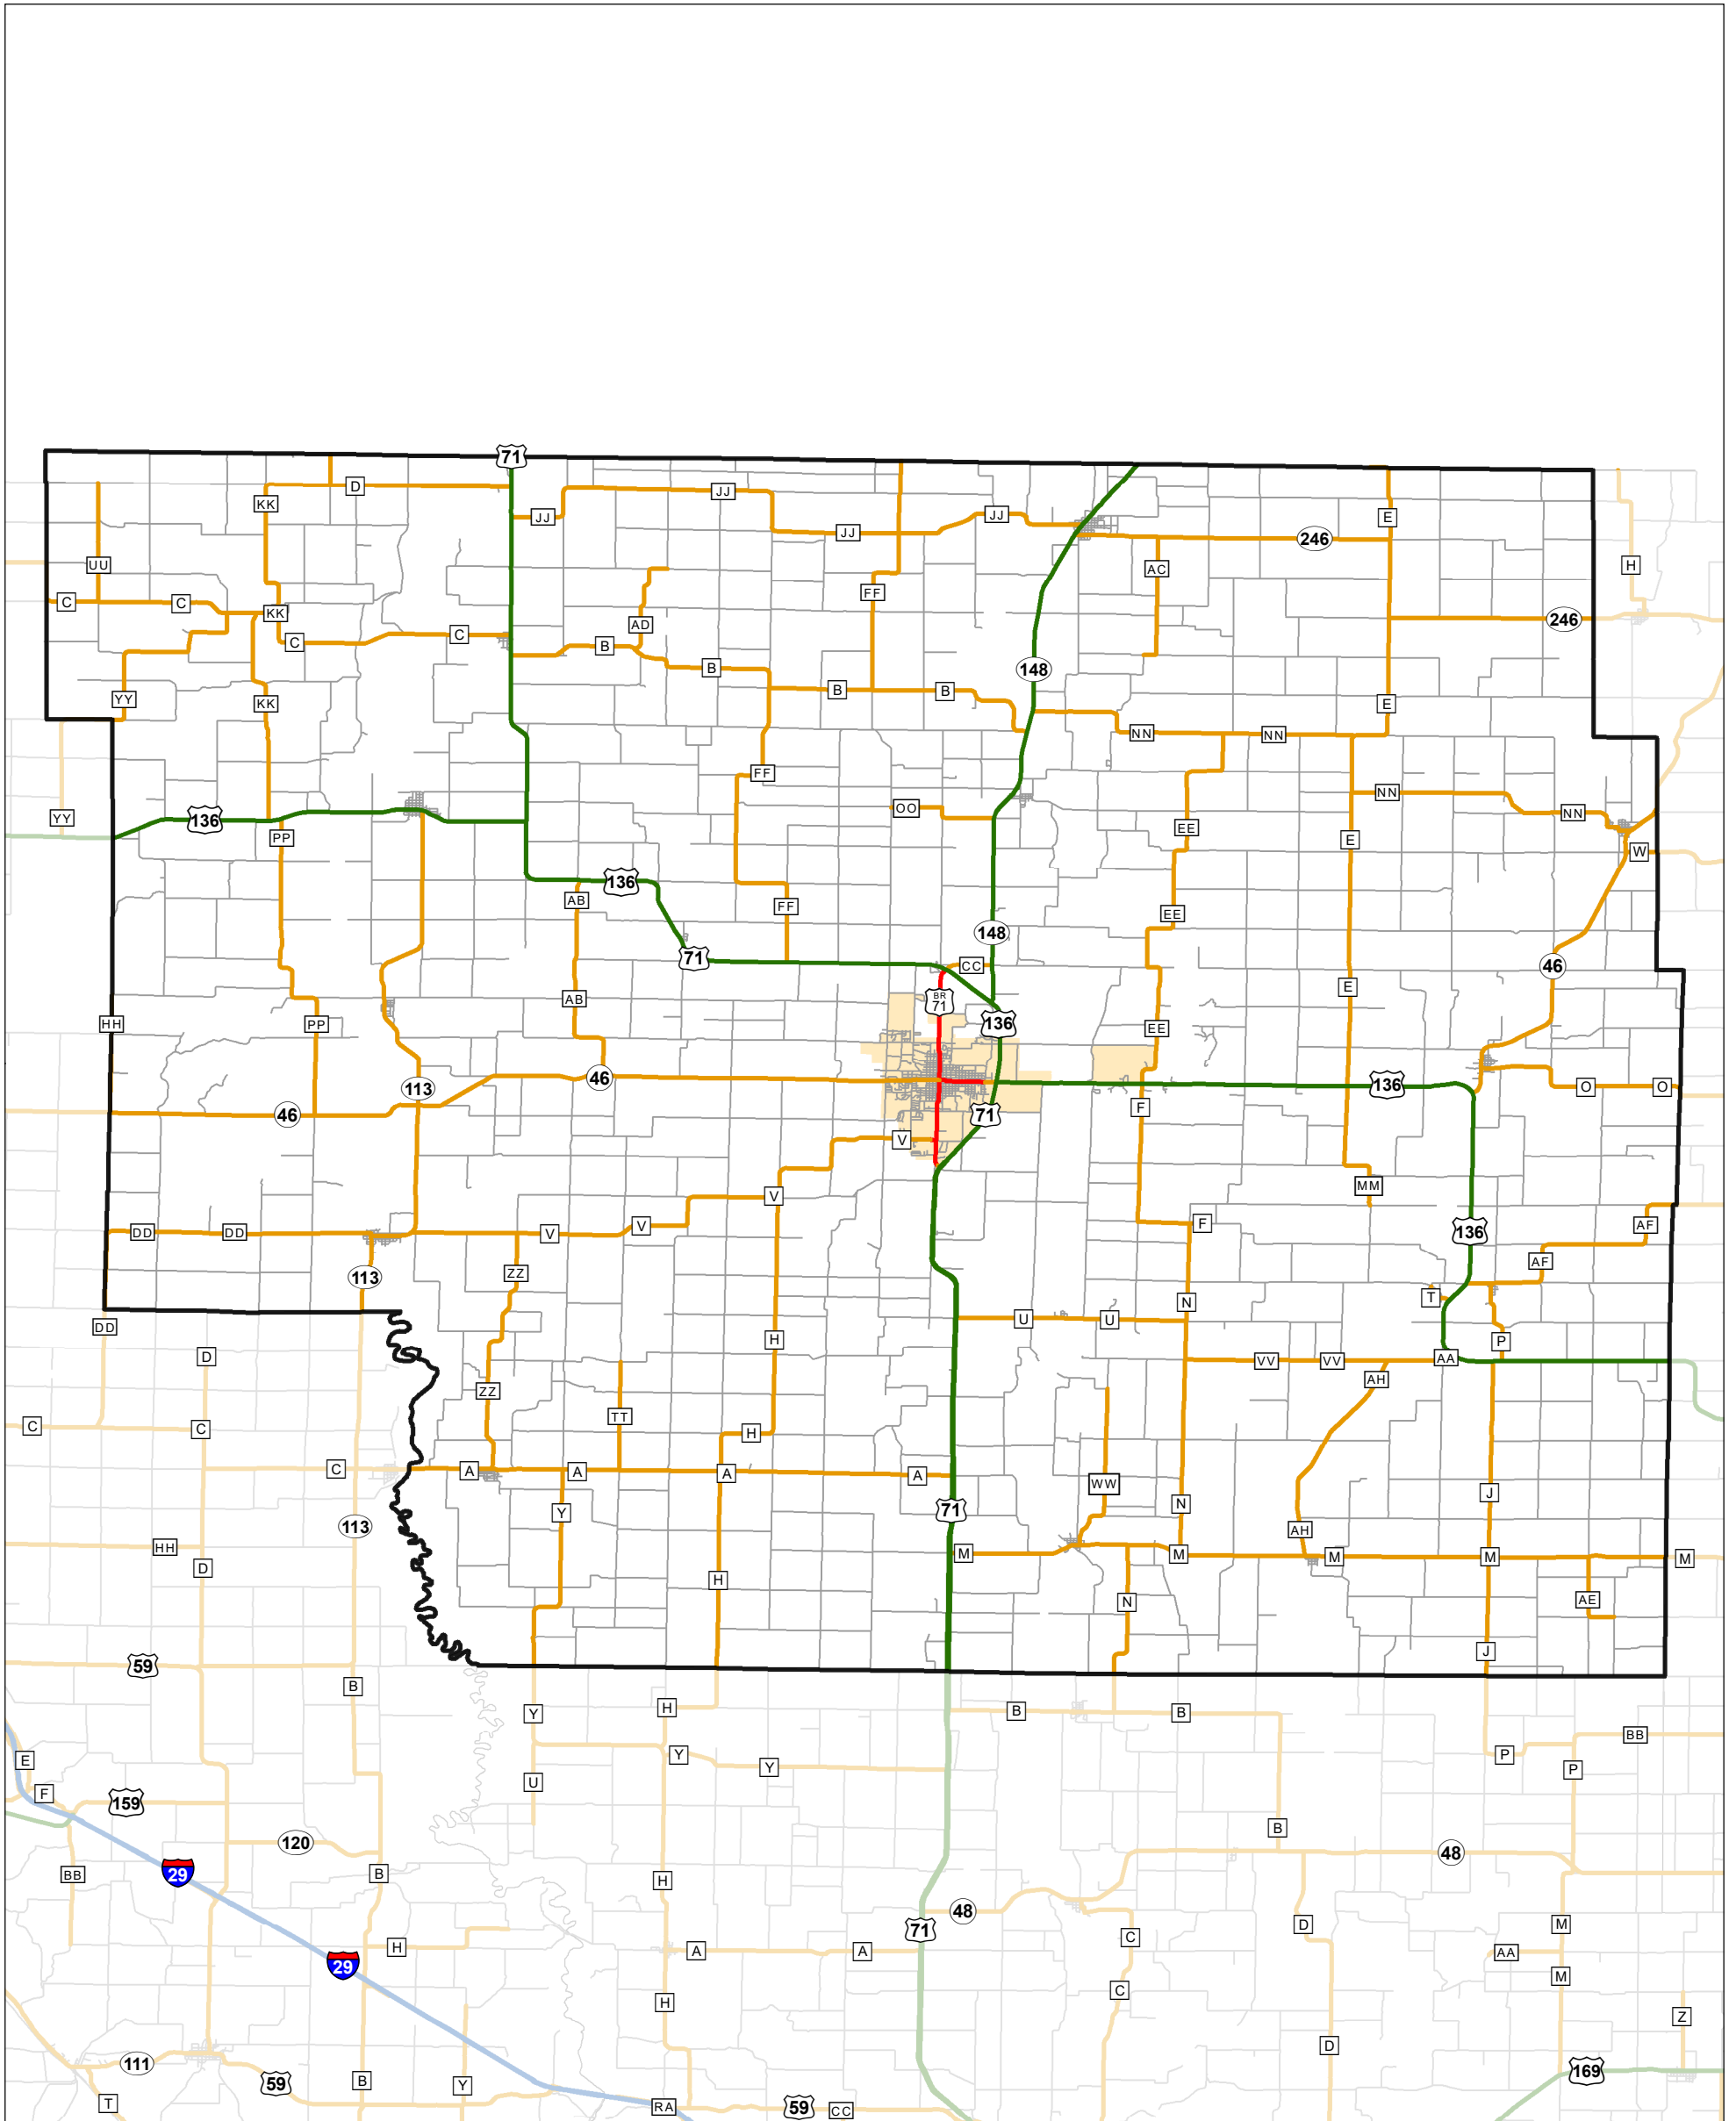 71
D
JJ
KK
E
JJ
JJ
JJ
246
UU
AC
H
FF
C
C
KK
246
AD
C
C
B
B
148
B
B
YY
KK
E
NN
NN
FF
NN
OO
NN
YY
136
EE
PP
E
W
136
AB
FF
EE
148
71
CC
46
E
AB
BR
71
HH
PP
136
EE
46
113
136
O
O
F
46
71
V
MM
V
F
AF
V
DD
DD
V
136
AF
ZZ
113
T
N
U
U
DD
H
P
D
VV
VV
AA
AH
ZZ
TT
C
C
H
C
A
A
A
A
WW
J
N
71
Y
113
AH
HH
M
M
M
M
M
D
H
N
AE
J
59
B
Y
H
B
B
BB
Y
P
E
Y
P
U
F
159
B
120
48
29
BB
B
H
48
D
M
71
C
H
A
A
AA
29
M
C
H
Z
D
111
169
59
B
Y
T
RA
59
CC